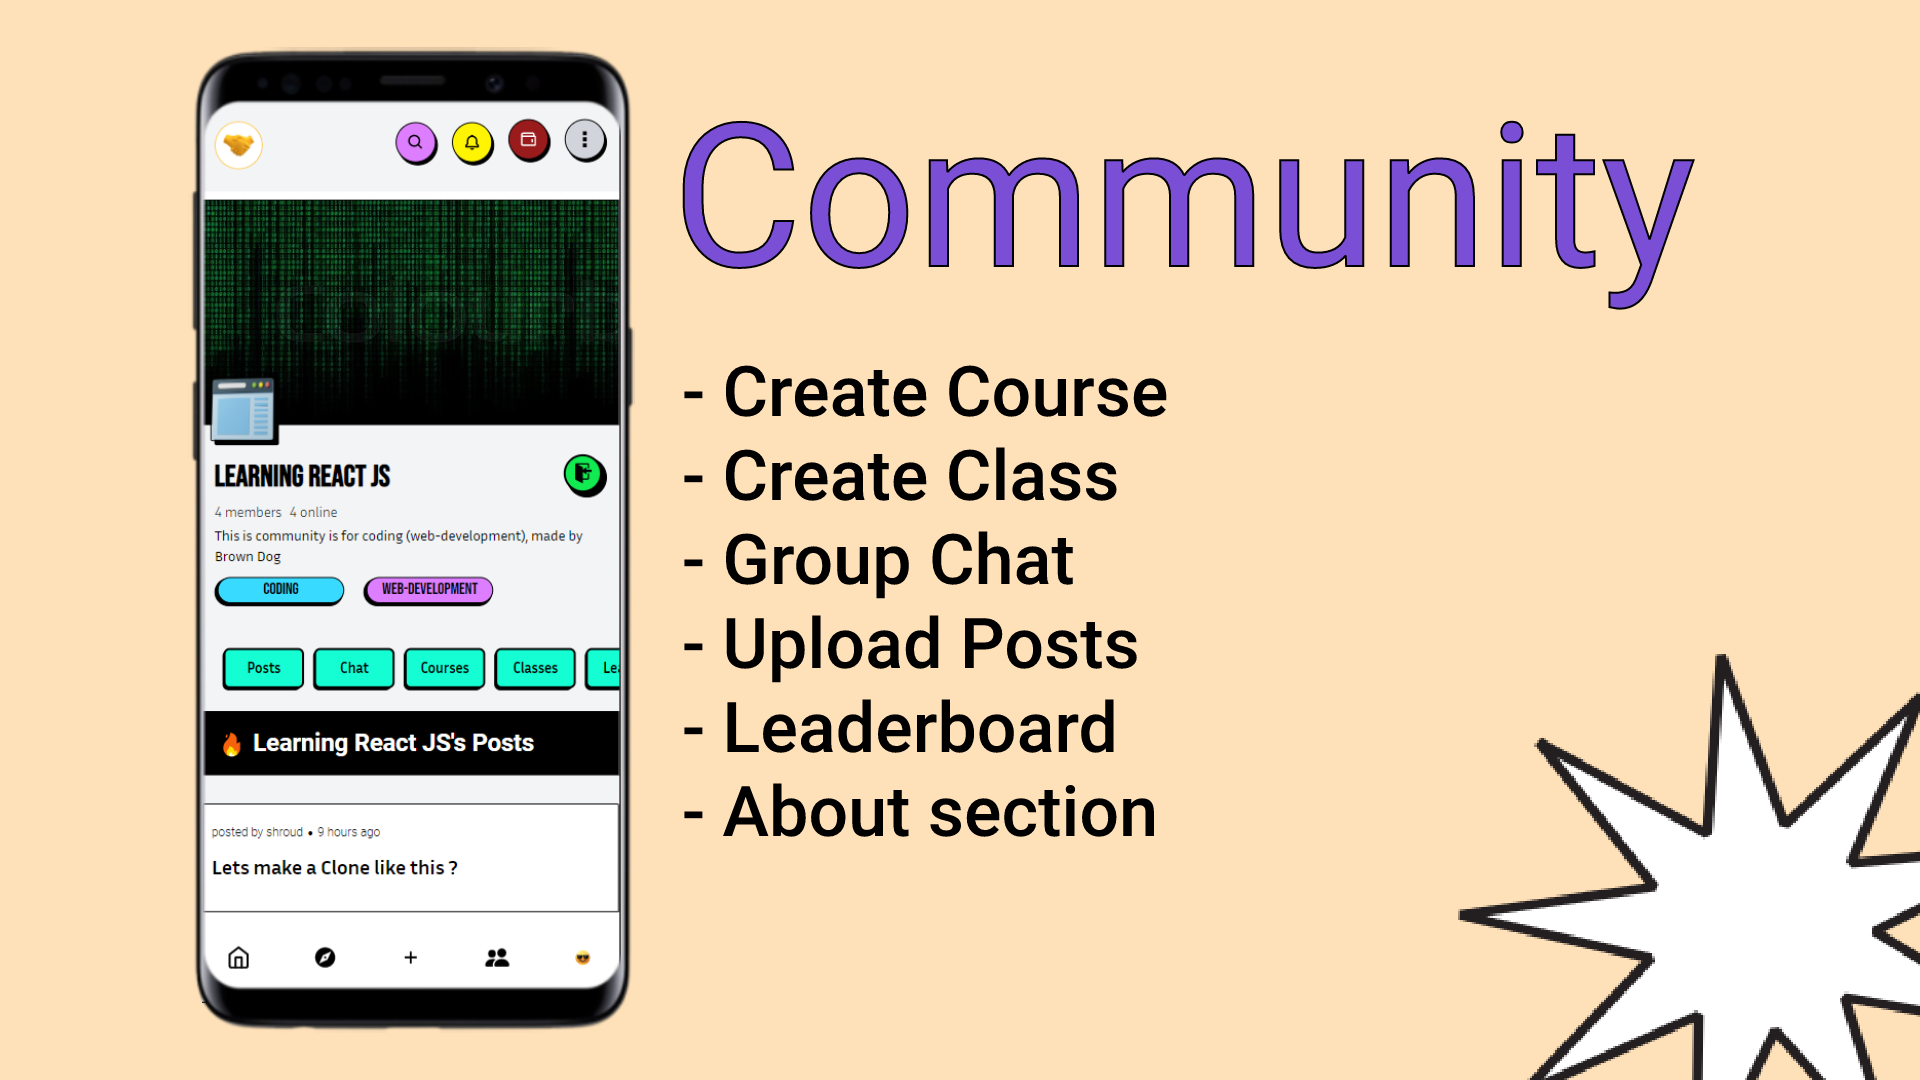 Community
- Create Course
- Create Class
- Group Chat
- Upload Posts
- Leaderboard
- About section
LEARNING REACT JS
4 members 4 online
This is community is for coding (web-development), made by
Brown Dog
CODING WEB-DEVELOPMENT
Posts Chat Courses Classes Lea
🔥 Learning React JS's Posts
posted by shroud • 9 hours ago
Lets make a Clone like this ?